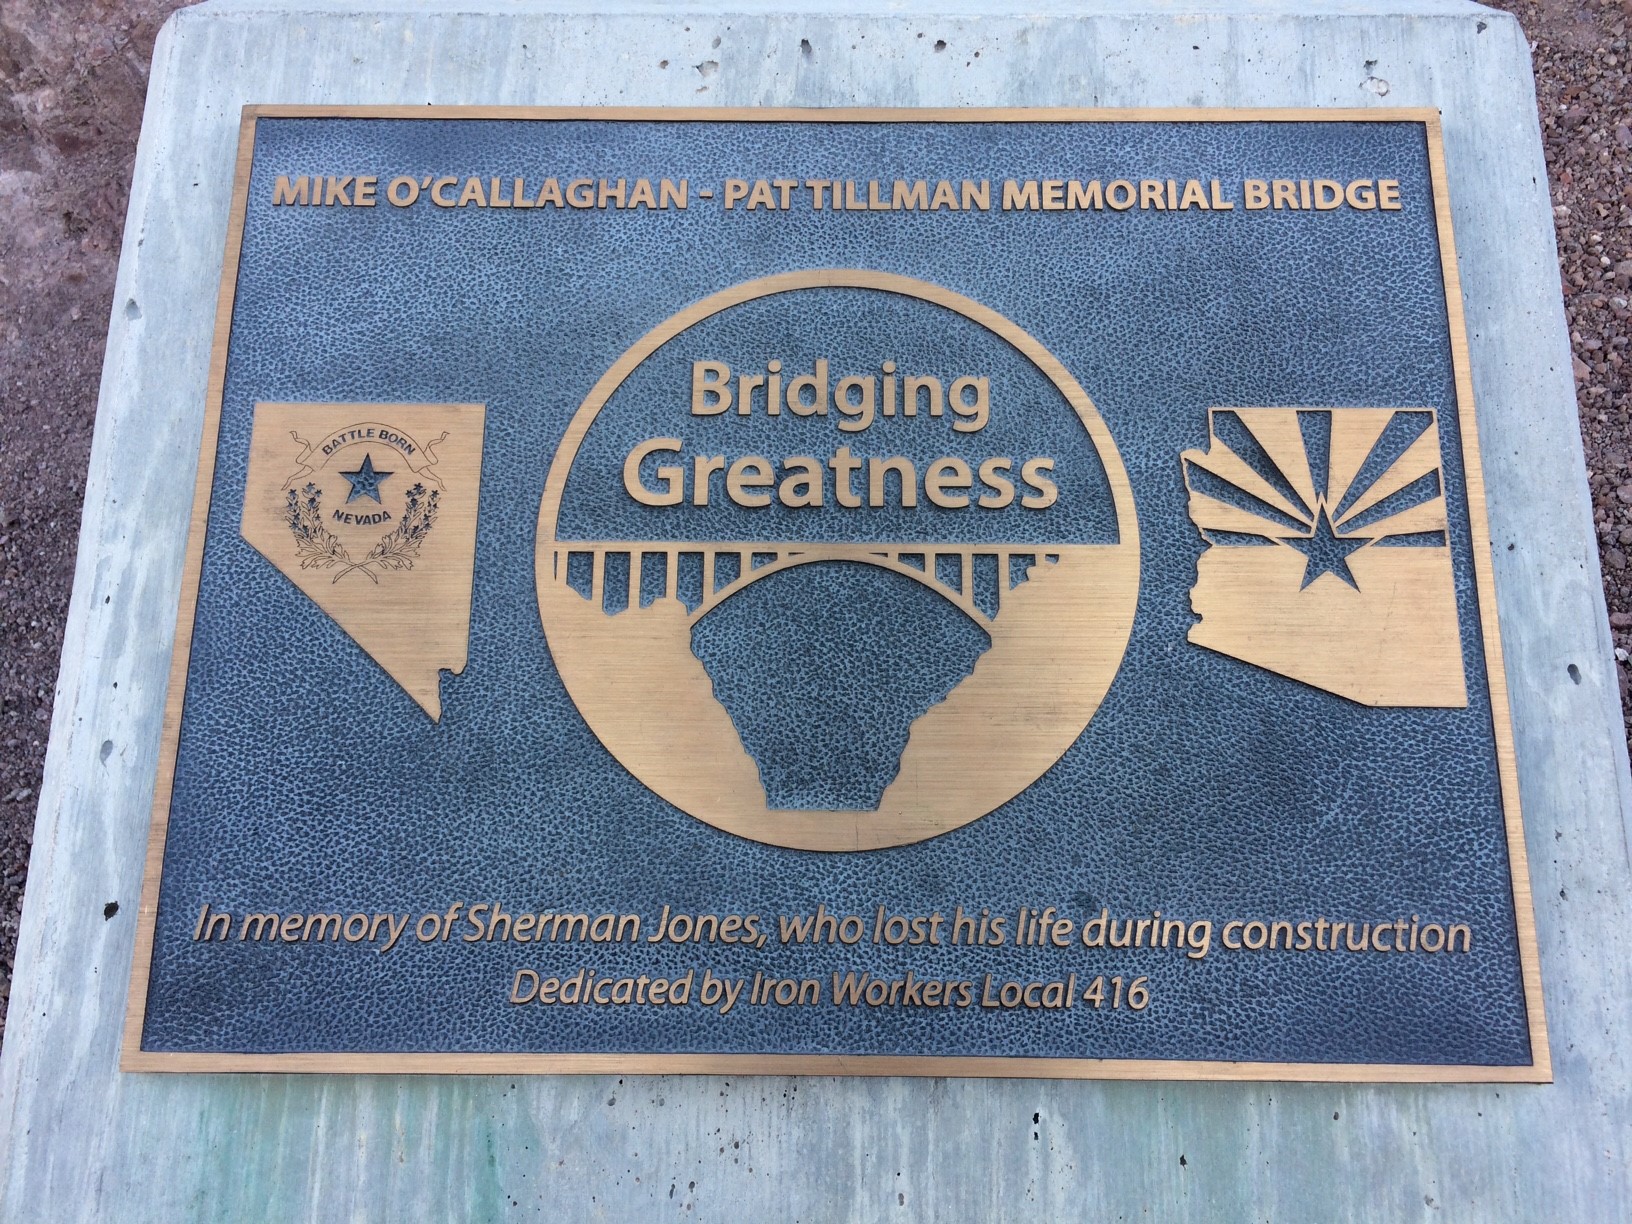 MIKE O'CALLAGHAN - PAT TILLMAN MEMORIAL BRIDGE
Bridging
Greatness
BATTLE BORN
NEVADA
In memory of Sherman Jones, who lost his life during construction
Dedicated by Iron Workers Local 416